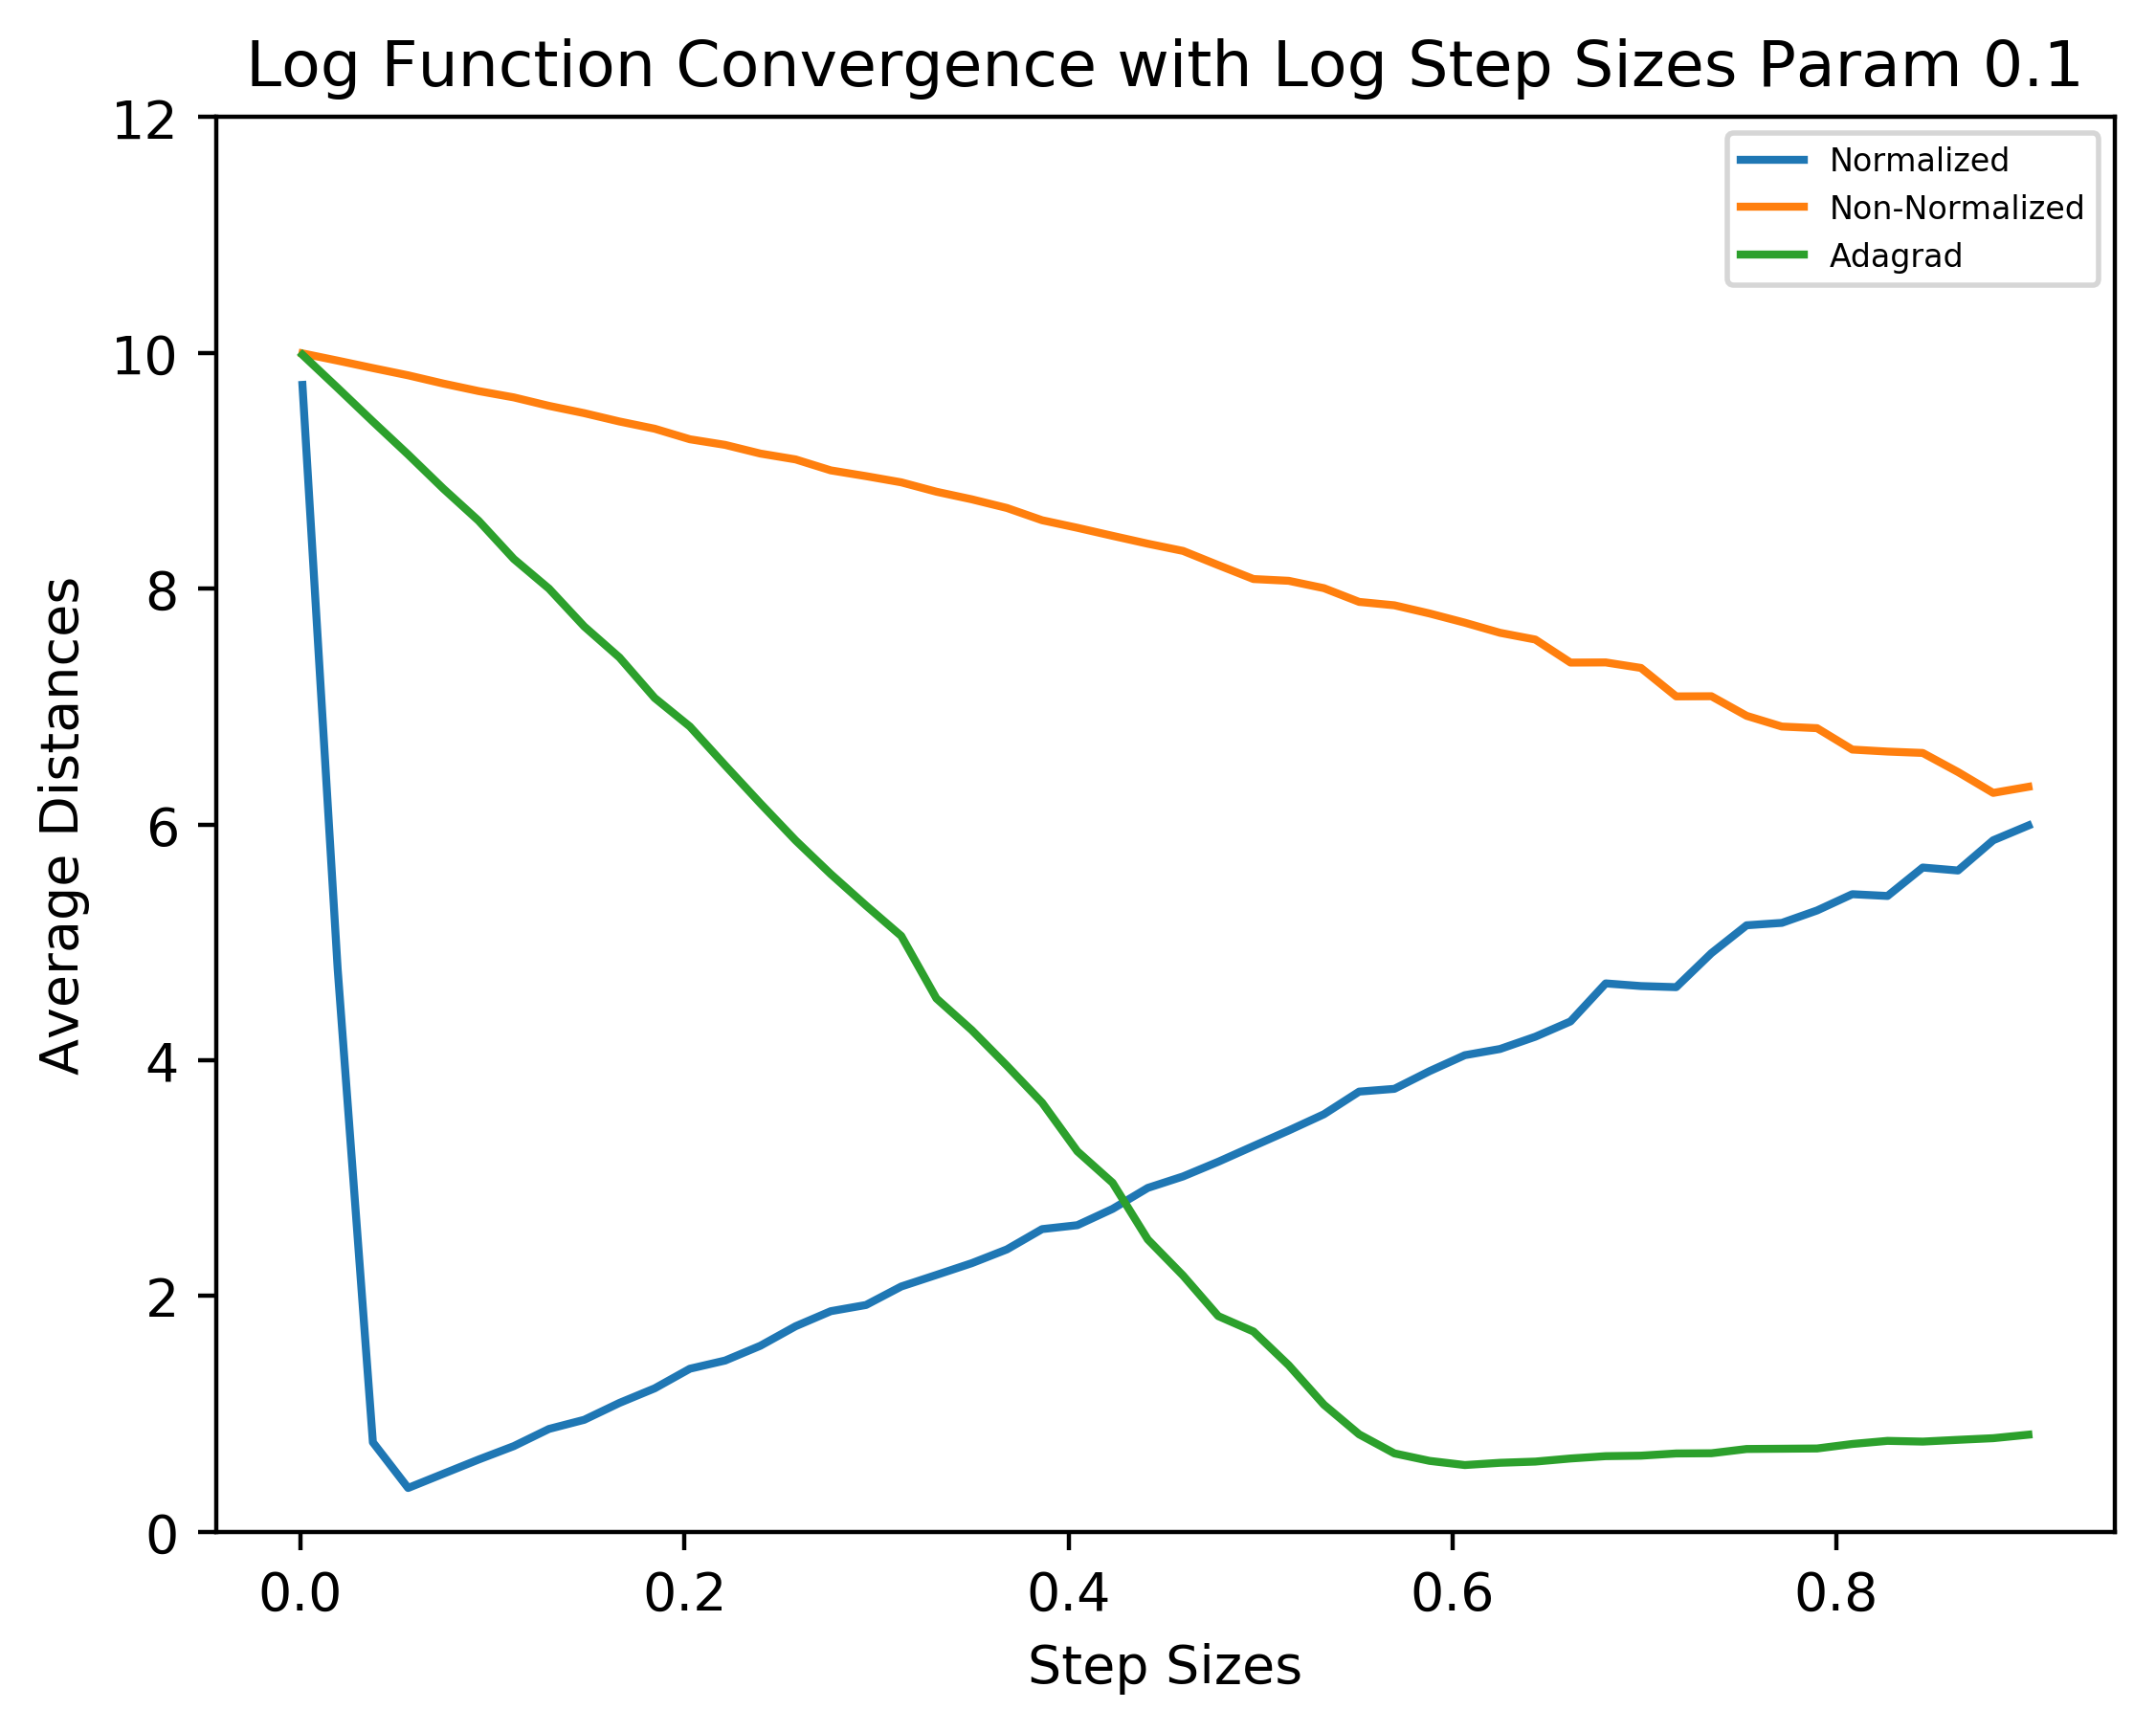 Log Function Convergence with Log Step Sizes Param 0.1
12
10
8
6
4
2
0
Average Distances
Normalized
Non-Normalized
Adagrad
0.0 0.2 0.4 0.6 0.8
Step Sizes